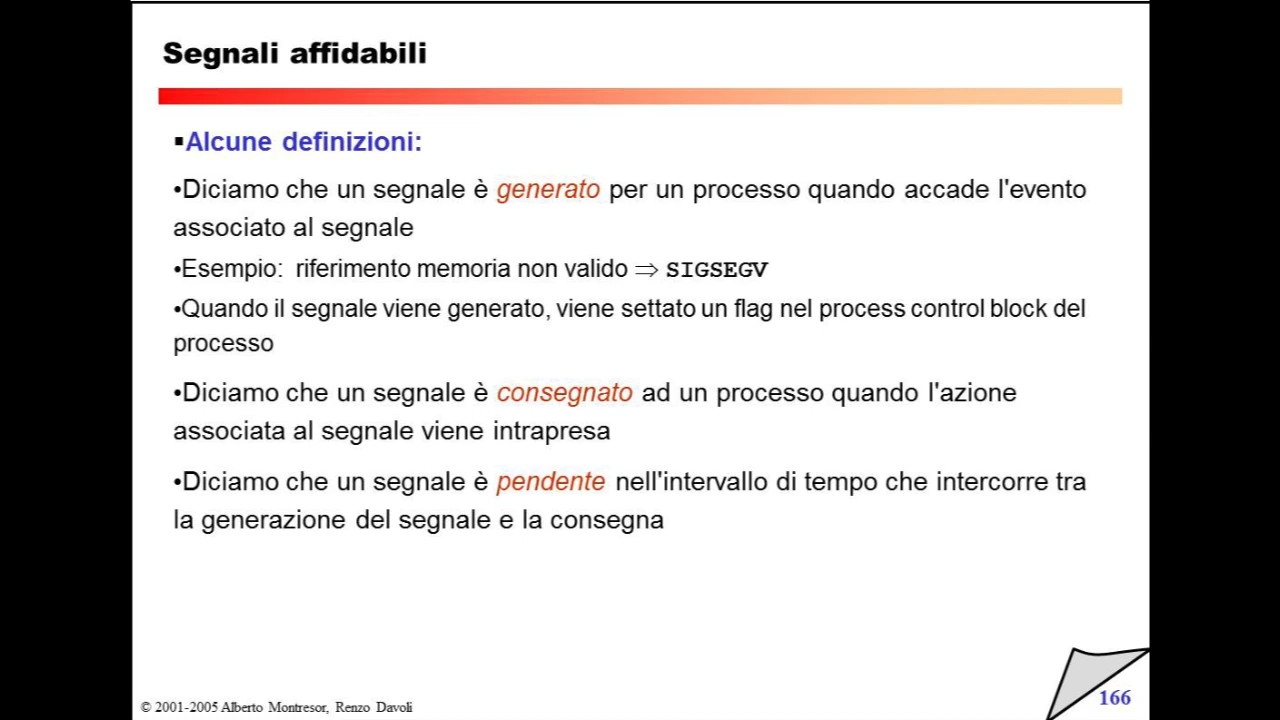 Segnali affidabili
▪Alcune definizioni:
•Diciamo che un segnale è generato per un processo quando accade l'evento
associato al segnale
•Esempio: riferimento memoria non valido ⇒ SIGSEGV
•Quando il segnale viene generato, viene settato un flag nel process control block del
processo
•Diciamo che un segnale è consegnato ad un processo quando l'azione
associata al segnale viene intrapresa
•Diciamo che un segnale è pendente nell'intervallo di tempo che intercorre tra
la generazione del segnale e la consegna
© 2001-2005 Alberto Montresor, Renzo Davoli
166